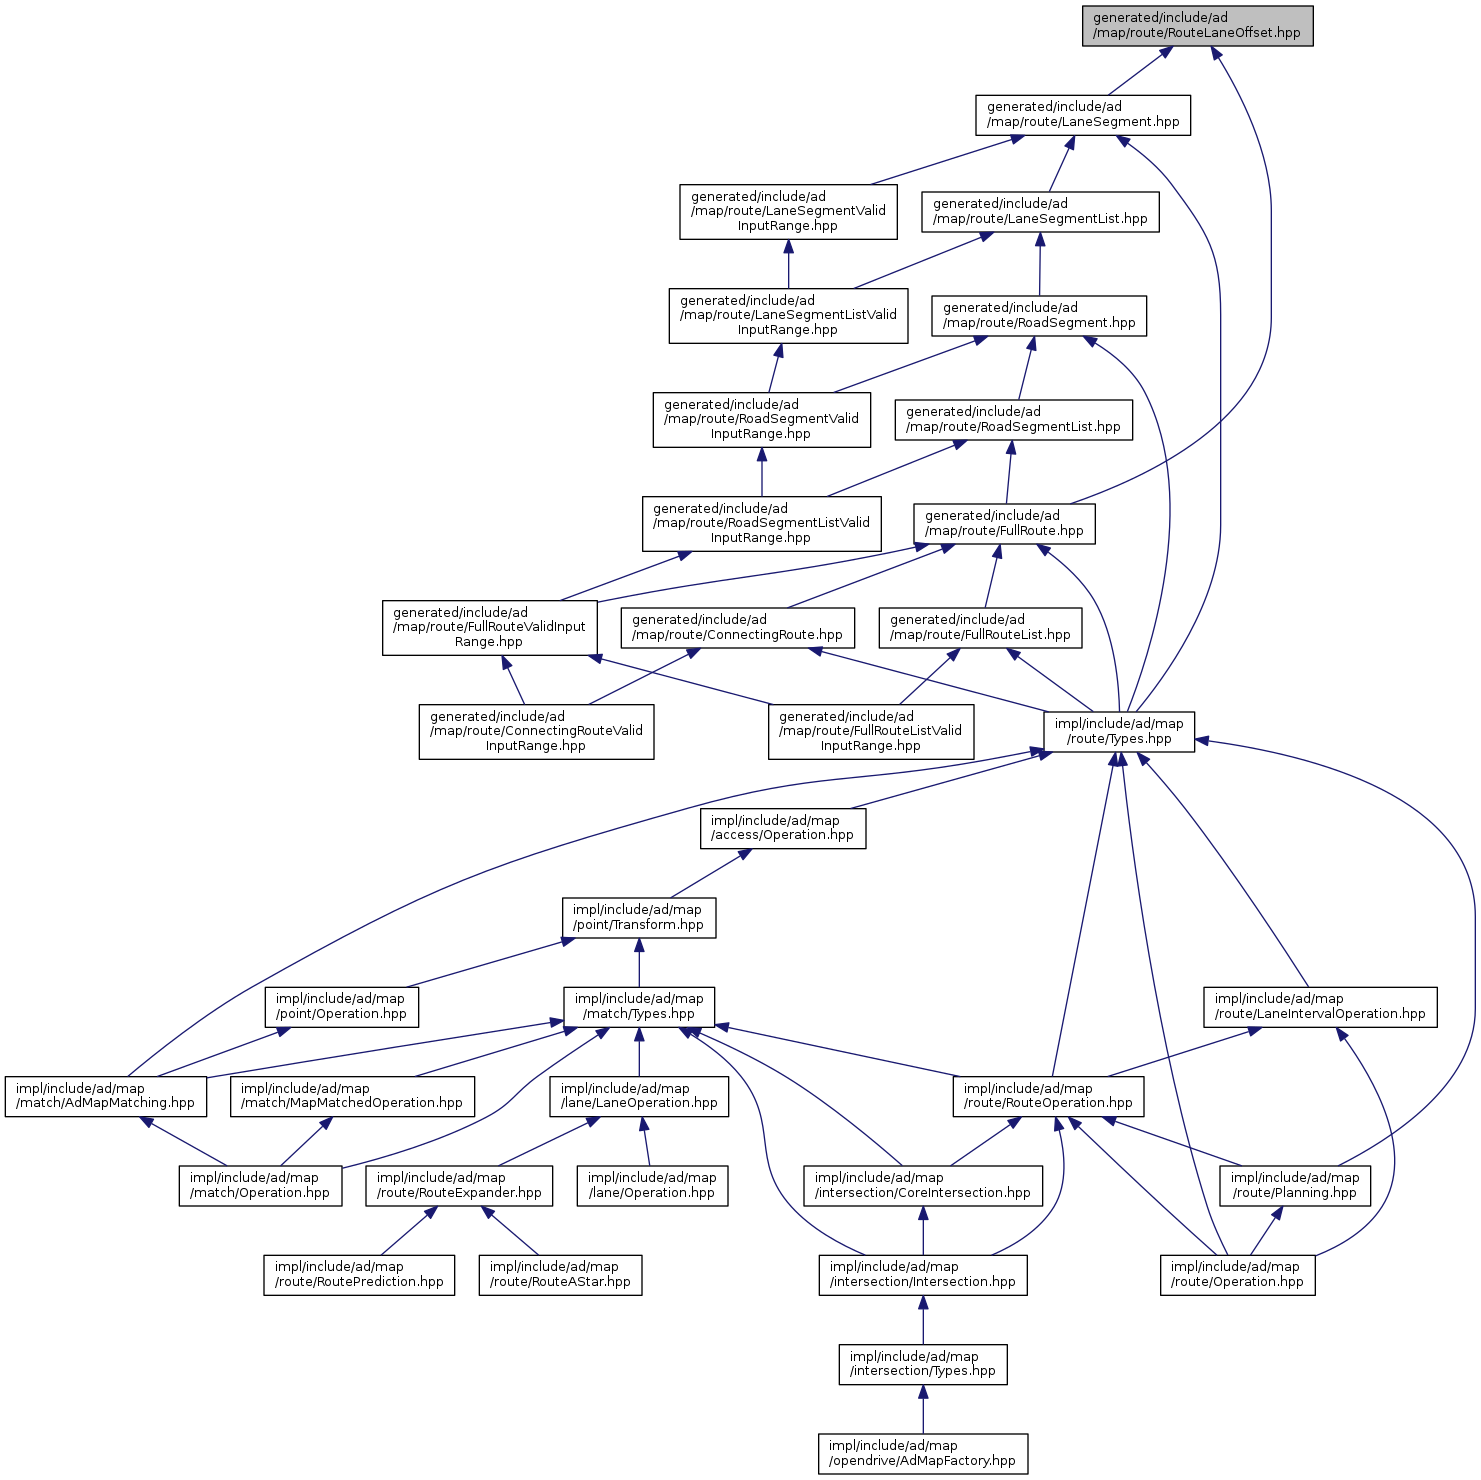 generated/include/ad
/map/route/RouteLaneOffset.hpp
generated/include/ad
/map/route/LaneSegment.hpp
generated/include/ad
/map/route/LaneSegmentValid
InputRange.hpp
generated/include/ad
/map/route/LaneSegmentList.hpp
generated/include/ad
/map/route/LaneSegmentListValid
InputRange.hpp
generated/include/ad
/map/route/RoadSegment.hpp
generated/include/ad
/map/route/RoadSegmentValid
InputRange.hpp
generated/include/ad
/map/route/RoadSegmentList.hpp
generated/include/ad
/map/route/RoadSegmentListValid
InputRange.hpp
generated/include/ad
/map/route/FullRoute.hpp
generated/include/ad
/map/route/FullRouteValidInput
Range.hpp
generated/include/ad
/map/route/ConnectingRoute.hpp
generated/include/ad
/map/route/FullRouteList.hpp
generated/include/ad
/map/route/ConnectingRouteValid
InputRange.hpp
generated/include/ad
/map/route/FullRouteListValid
InputRange.hpp
impl/include/ad/map
/route/Types.hpp
impl/include/ad/map
/access/Operation.hpp
impl/include/ad/map
/point/Transform.hpp
impl/include/ad/map
/point/Operation.hpp
impl/include/ad/map
/match/Types.hpp
impl/include/ad/map
/route/LaneIntervalOperation.hpp
impl/include/ad/map
/match/AdMapMatching.hpp
impl/include/ad/map
/match/MapMatchedOperation.hpp
impl/include/ad/map
/lane/LaneOperation.hpp
impl/include/ad/map
/route/RouteOperation.hpp
impl/include/ad/map
/match/Operation.hpp
impl/include/ad/map
/route/RouteExpander.hpp
impl/include/ad/map
/lane/Operation.hpp
impl/include/ad/map
/intersection/CoreIntersection.hpp
impl/include/ad/map
/route/Planning.hpp
impl/include/ad/map
/route/RoutePrediction.hpp
impl/include/ad/map
/route/RouteAStar.hpp
impl/include/ad/map
/intersection/Intersection.hpp
impl/include/ad/map
/route/Operation.hpp
impl/include/ad/map
/intersection/Types.hpp
impl/include/ad/map
/opendrive/AdMapFactory.hpp